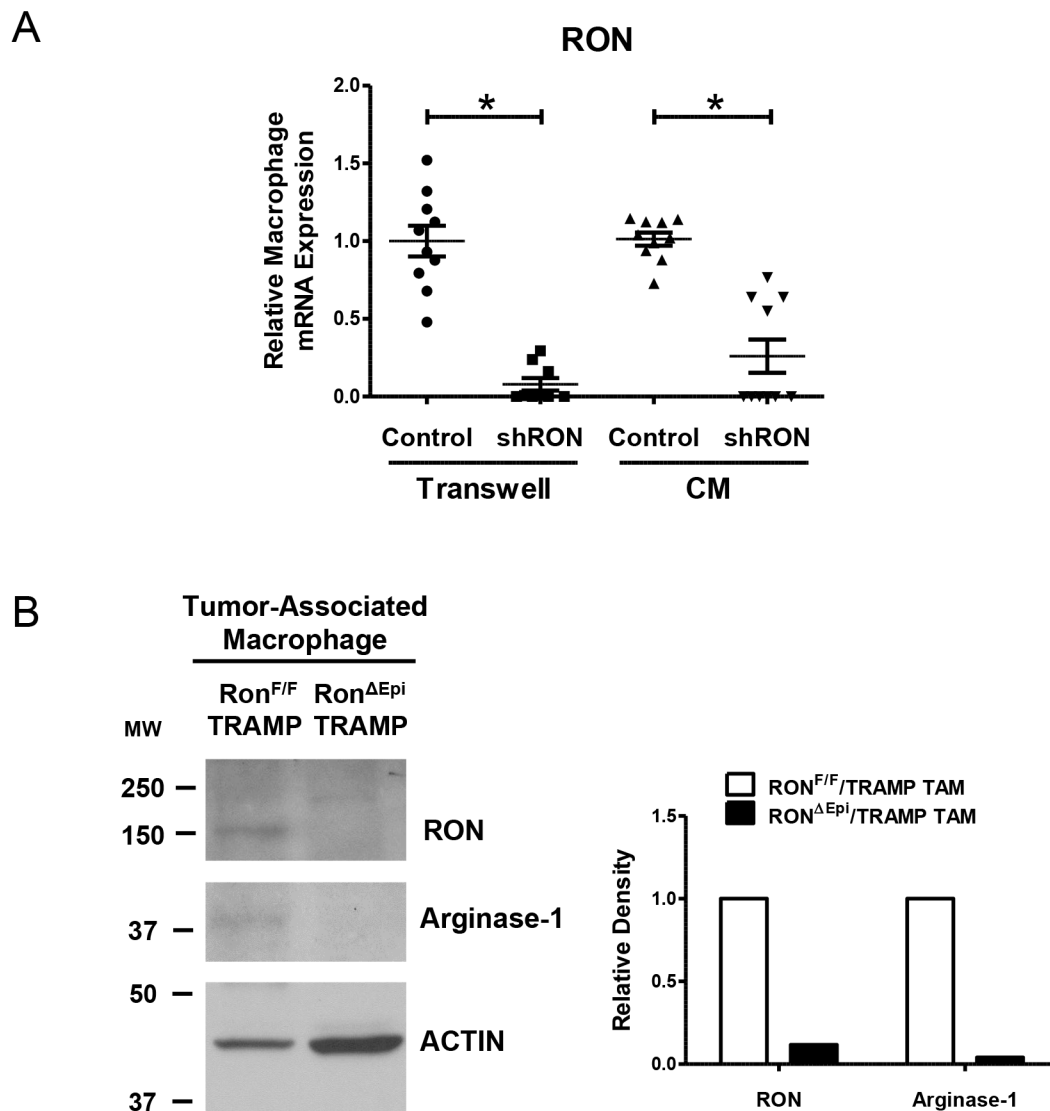 A
RON
Relative Macrophage
mRNA Expression
2.0
1.5
1.0
0.5
0.0
*
*
Control shRON Control shRON
Transwell CM
B
Tumor-Associated
Macrophage
MW
Ron^F/F Ron^ΔEpi
TRAMP TRAMP
250
150
RON
37
Arginase-1
50
ACTIN
37
RON^F/F/TRAMP TAM
RON^ΔEpi/TRAMP TAM
Relative Density
1.5
1.0
0.5
0.0
RON Arginase-1